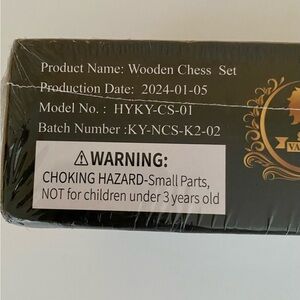 Product Name: Wooden Chess Set
Production Date: 2024-01-05
Model No. : HYKY-CS-01
Batch Number :KY-NCS-K2-02
⚠WARNING:
CHOKING HAZARD-Small Parts,
NOT for children under 3 years old